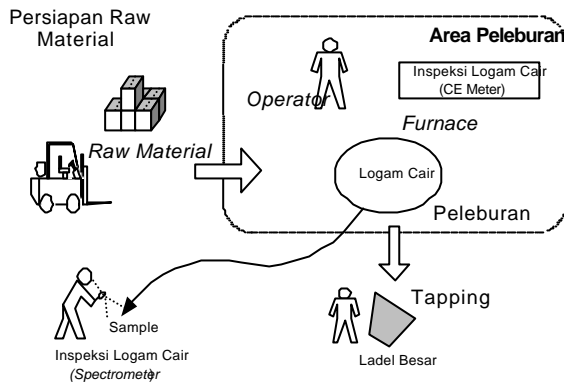 Persiapan Raw
Material
Area Peleburan
Inspeksi Logam Cair
(CE Meter)
Operator
Furnace
Raw Material
Logam Cair
Peleburan
Tapping
Sample
Inspeksi Logam Cair
(Spectrometer)
Ladel Besar